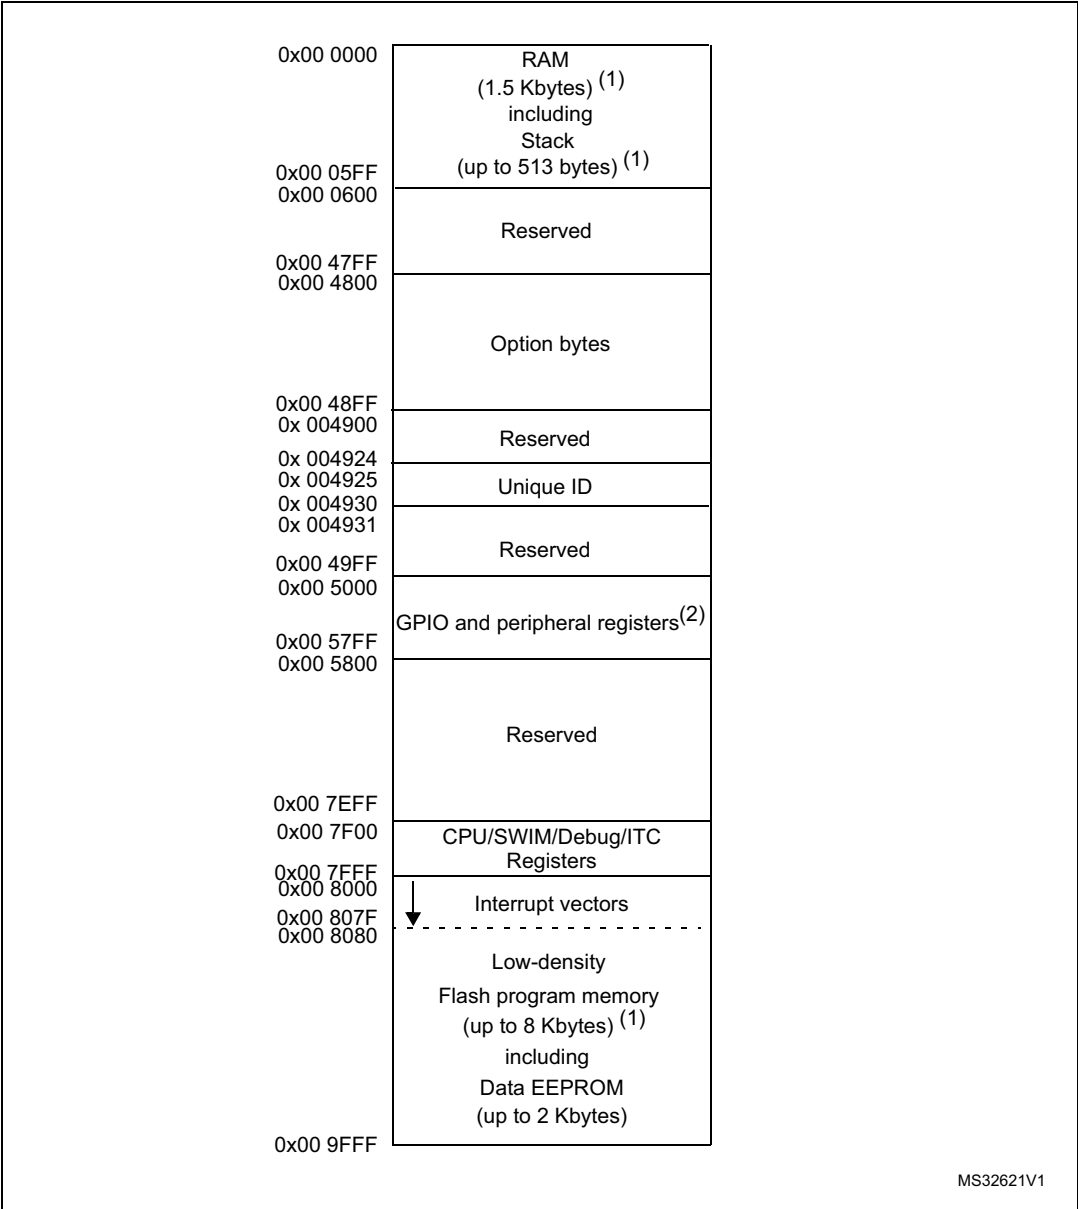 0x00 0000
RAM
(1.5 Kbytes) (1)
including
Stack
(up to 513 bytes) (1)
0x00 05FF
0x00 0600
Reserved
0x00 47FF
0x00 4800
Option bytes
0x00 48FF
0x 004900
Reserved
0x 004924
0x 004925
Unique ID
0x 004930
0x 004931
Reserved
0x00 49FF
0x00 5000
GPIO and peripheral registers(2)
0x00 57FF
0x00 5800
Reserved
0x00 7EFF
0x00 7F00
CPU/SWIM/Debug/ITC
Registers
0x00 7FFF
0x00 8000
Interrupt vectors
0x00 807F
0x00 8080
Low-density
Flash program memory
(up to 8 Kbytes) (1)
including
Data EEPROM
(up to 2 Kbytes)
0x00 9FFF
MS32621V1